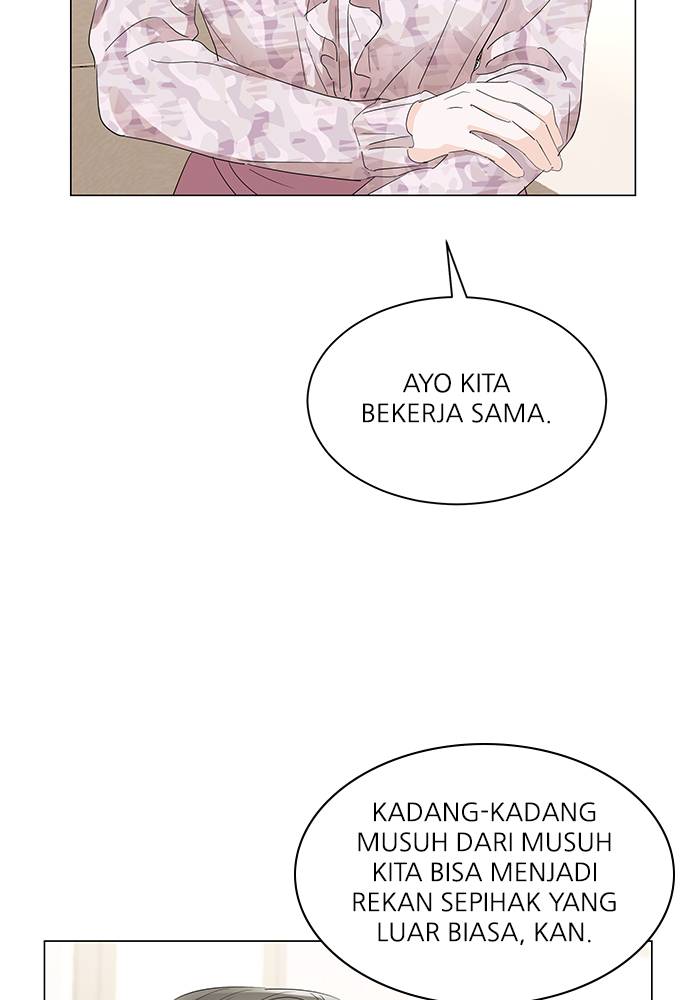 AYO KITA
BEKERJA SAMA.
KADANG-KADANG
MUSUH DARI MUSUH
KITA BISA MENJADI
REKAN SEPIHAK YANG
LUAR BIASA, KAN.